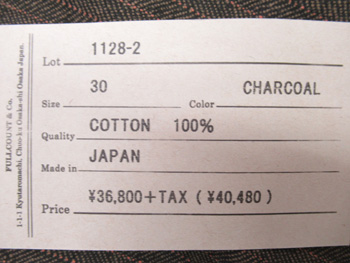 Lot 1128-2
Size 30 Color CHARCOAL
Quality COTTON 100%
Made in JAPAN
Price ¥36,800+TAX (¥40,480)
FULLCOUNT & Co.
1-1-1 Kyutaromachi, Chuo-ku Osaka-shi Osaka Japan.